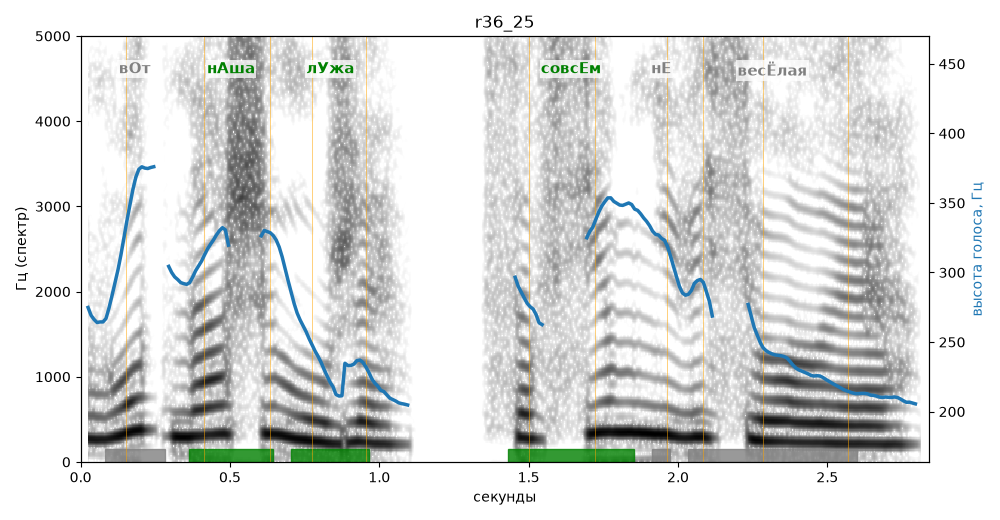 r36_25
вОт нАша лУжа совсЕм нЕ весЁлая
5000
4000
3000
2000
1000
0
Гц (спектр)
450
400
350
300
250
200
высота голоса, Гц
0.0 0.5 1.0 1.5 2.0 2.5
секунды